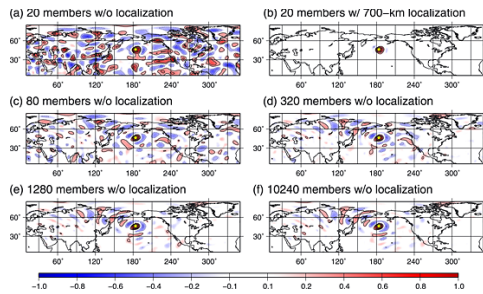 (a) 20 members w/o localization
(b) 20 members w/ 700−km localization
60°
30°
60° 120° 180° 240° 300°
60°
30°
60° 120° 180° 240° 300°
(c) 80 members w/o localization
(d) 320 members w/o localization
60°
30°
60° 120° 180° 240° 300°
60°
30°
60° 120° 180° 240° 300°
(e) 1280 members w/o localization
(f) 10240 members w/o localization
60°
30°
60° 120° 180° 240° 300°
60°
30°
60° 120° 180° 240° 300°
−1.0 −0.8 −0.6 −0.4 −0.2 −0.1 0.1 0.2 0.4 0.6 0.8 1.0